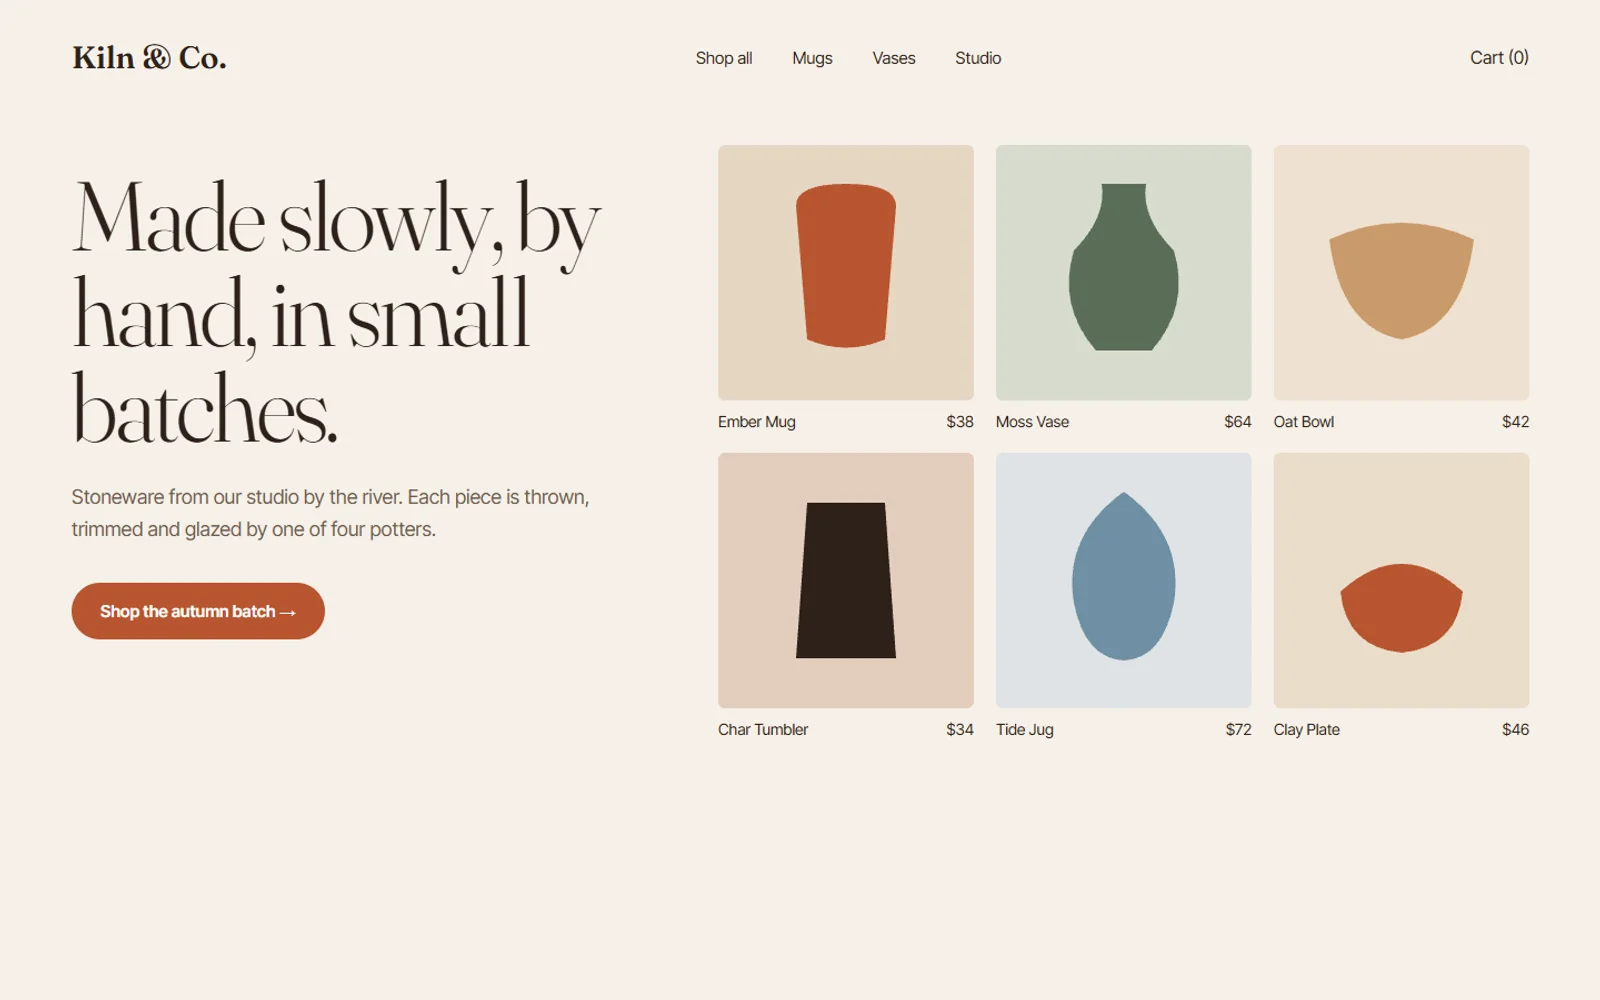 Kiln & Co.
Shop all
Mugs
Vases
Studio
Cart (0)
Made slowly, by
hand, in small
batches.
Stoneware from our studio by the river. Each piece is thrown,
trimmed and glazed by one of four potters.
Shop the autumn batch →
Ember Mug $38
Moss Vase $64
Oat Bowl $42
Char Tumbler $34
Tide Jug $72
Clay Plate $46